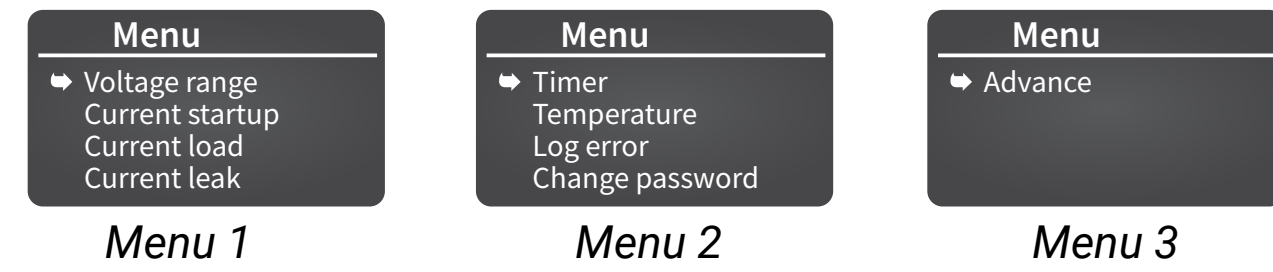 Menu
Voltage range
Current startup
Current load
Current leak
Menu 1
Menu
Timer
Temperature
Log error
Change password
Menu 2
Menu
Advance
Menu 3